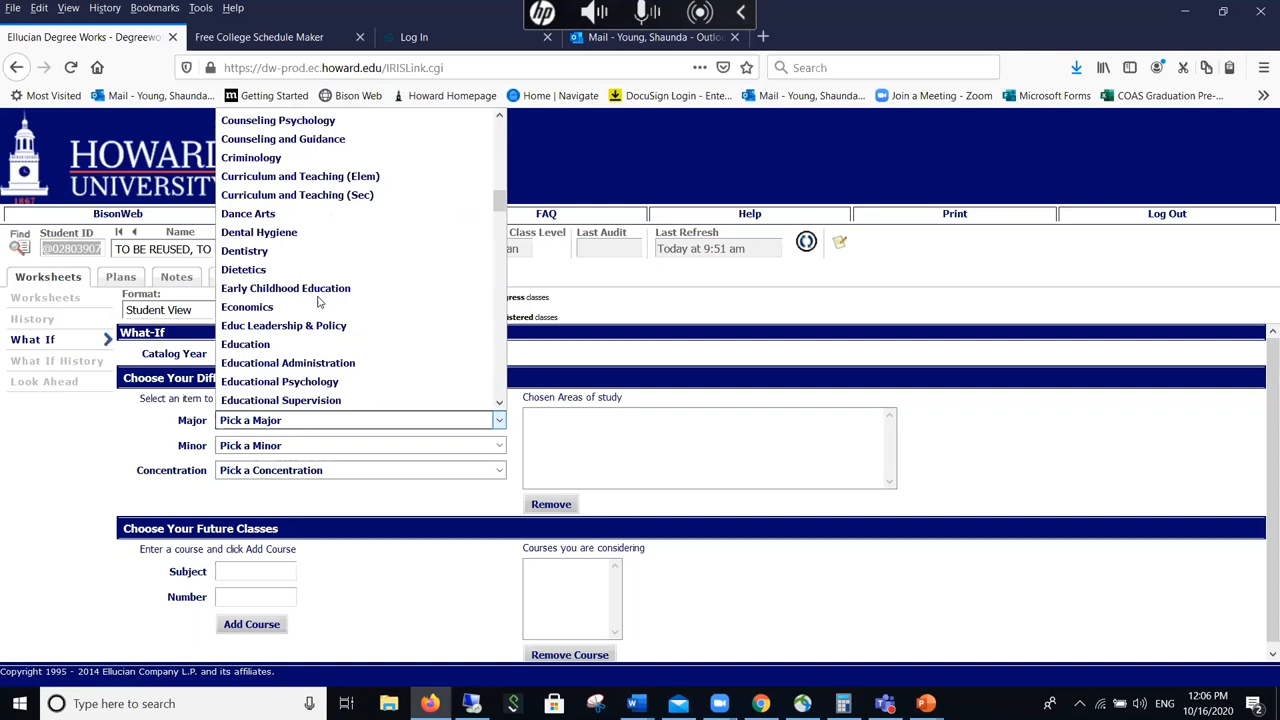 File Edit View History Bookmarks Tools Help
Ellucian Degree Works - Degreew
Free College Schedule Maker
Log In
Mail - Young, Shaunda - Outlo
https://dw-prod.ec.howard.edu/IRISLink.cgi
Search
Most Visited Mail - Young, Shaunda... Getting Started Bison Web Howard Homepage Home | Navigate DocuSign Login - Ente... Mail - Young, Shaunda... Join a Meeting - Zoom Microsoft Forms COAS Graduation Pre...
HOWARD
UNIVERSITY
1867
BisonWeb FAQ Help Print Log Out
Find Student ID Name Class Level Last Audit Last Refresh
@02803907 TO BE REUSED, TO an Today at 9:51 am
Worksheets Plans Notes
Worksheets
History
What If
What If History
Look Ahead
Format:
Student View
ogress classes
istered classes
What-If
Catalog Year
Choose Your Diff
Select an item to
Counseling Psychology
Counseling and Guidance
Criminology
Curriculum and Teaching (Elem)
Curriculum and Teaching (Sec)
Dance Arts
Dental Hygiene
Dentistry
Dietetics
Early Childhood Education
Economics
Educ Leadership & Policy
Education
Educational Administration
Educational Psychology
Educational Supervision
Major Pick a Major
Minor Pick a Minor
Concentration Pick a Concentration
Chosen Areas of study
Remove
Choose Your Future Classes
Enter a course and click Add Course
Subject
Number
Add Course
Courses you are considering
Remove Course
Copyright 1995 - 2014 Ellucian Company L.P. and its affiliates.
Type here to search
ENG
12:06 PM
10/16/2020
2